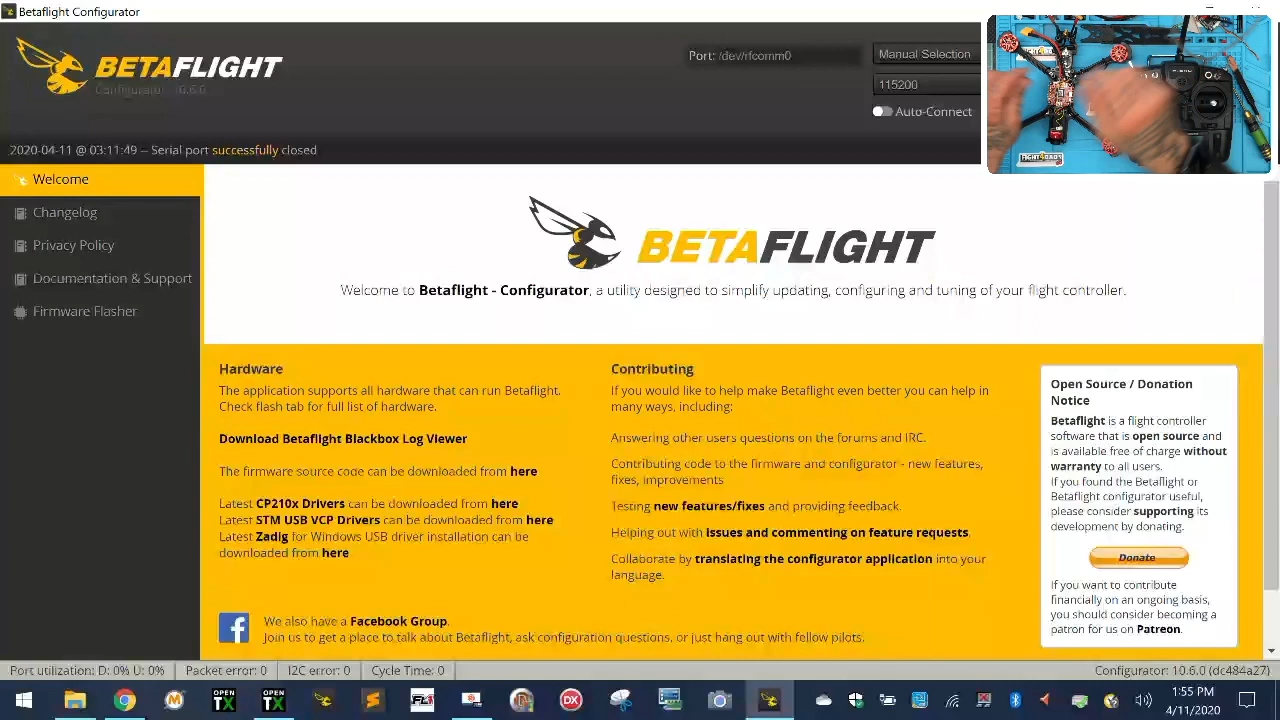 Betaflight Configurator
BETAFLIGHT
Configurator 10.6.0
Port: /dev/rfcomm0
Manual Selection
115200
Auto-Connect
2020-04-11 @ 03:11:49 -- Serial port successfully closed
Welcome
Changelog
Privacy Policy
Documentation & Support
Firmware Flasher
BETAFLIGHT
Welcome to Betaflight - Configurator, a utility designed to simplify updating, configuring and tuning of your flight controller.
Hardware
The application supports all hardware that can run Betaflight.
Check flash tab for full list of hardware.
Download Betaflight Blackbox Log Viewer
The firmware source code can be downloaded from here
Latest CP210x Drivers can be downloaded from here
Latest STM USB VCP Drivers can be downloaded from here
Latest Zadig for Windows USB driver installation can be
downloaded from here
We also have a Facebook Group.
Join us to get a place to talk about Betaflight, ask configuration questions, or just hang out with fellow pilots.
Contributing
If you would like to help make Betaflight even better you can help in
many ways, including:
Answering other users questions on the forums and IRC.
Contributing code to the firmware and configurator - new features,
fixes, improvements
Testing new features/fixes and providing feedback.
Helping out with issues and commenting on feature requests.
Collaborate by translating the configurator application into your
language.
Open Source / Donation
Notice
Betaflight is a flight controller
software that is open source and
is available free of charge without
warranty to all users.
If you found the Betaflight or
Betaflight configurator useful,
please consider supporting its
development by donating.
Donate
If you want to contribute
financially on an ongoing basis,
you should consider becoming a
patron for us on Patreon.
Port utilization: D: 0% U: 0%
Packet error: 0
I2C error: 0
Cycle Time: 0
Configurator: 10.6.0 (dc484a27)
OPEN TX
OPEN TX
FL1
DX
1:55 PM
4/11/2020